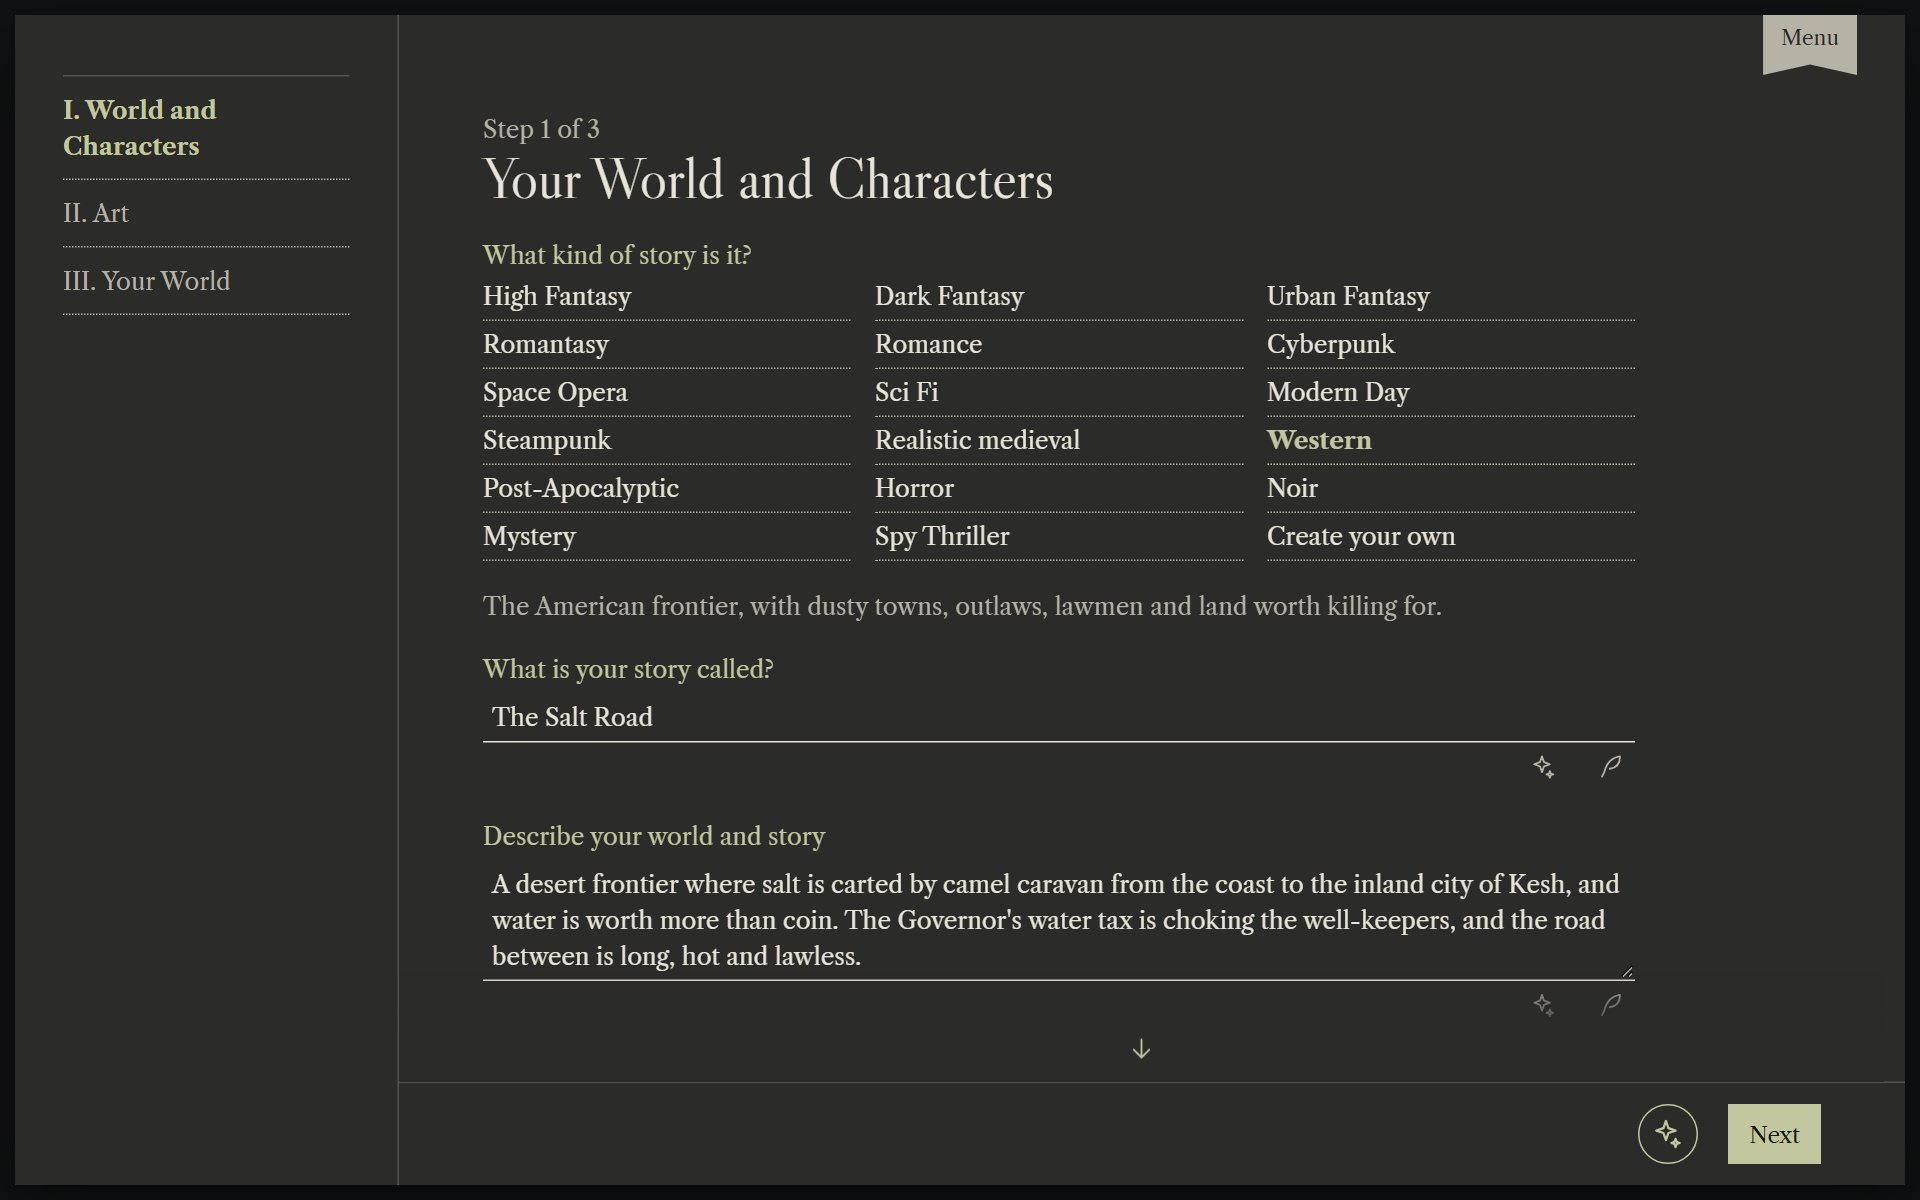 Menu
I. World and
Characters
II. Art
III. Your World
Step 1 of 3
Your World and Characters
What kind of story is it?
High Fantasy
Dark Fantasy
Urban Fantasy
Romantasy
Romance
Cyberpunk
Space Opera
Sci Fi
Modern Day
Steampunk
Realistic medieval
Western
Post-Apocalyptic
Horror
Noir
Mystery
Spy Thriller
Create your own
The American frontier, with dusty towns, outlaws, lawmen and land worth killing for.
What is your story called?
The Salt Road
Describe your world and story
A desert frontier where salt is carted by camel caravan from the coast to the inland city of Kesh, and
water is worth more than coin. The Governor's water tax is choking the well-keepers, and the road
between is long, hot and lawless.
Next